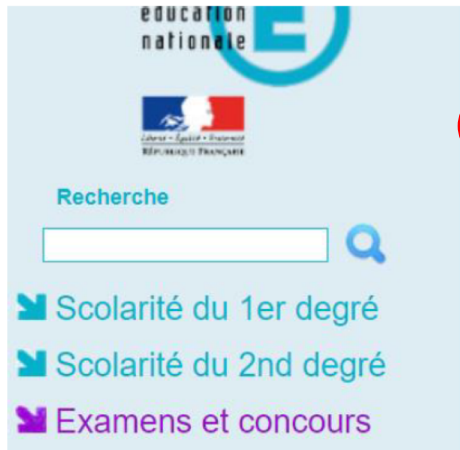 éducation
nationale
E
Liberté • Égalité • Fraternité
RÉPUBLIQUE FRANÇAISE
Recherche
Scolarité du 1er degré
Scolarité du 2nd degré
Examens et concours